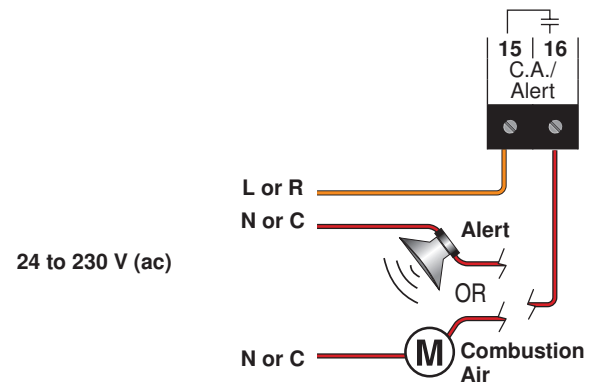 15 | 16
C.A./
Alert
L or R
N or C
Alert
24 to 230 V (ac)
OR
N or C
M
Combustion
Air